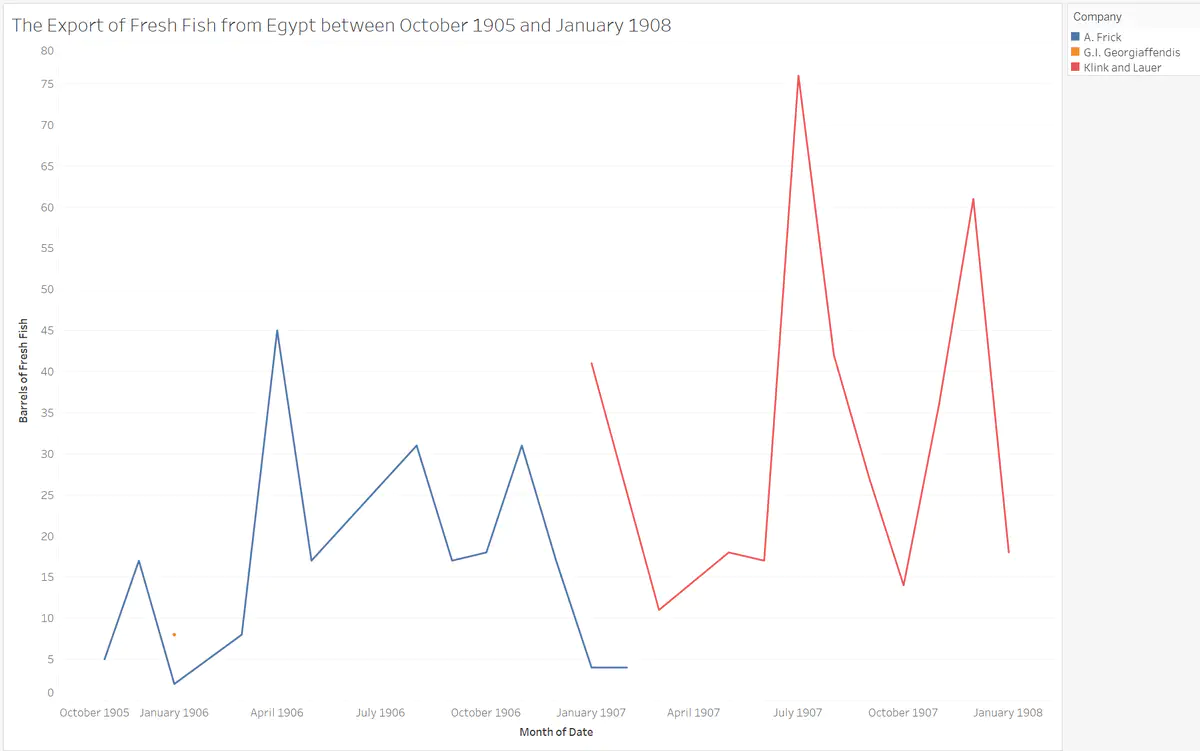 The Export of Fresh Fish from Egypt between October 1905 and January 1908
Company
A. Frick
G.I. Georgiaffendis
Klink and Lauer
80
75
70
65
60
55
50
45
40
35
30
25
20
15
10
5
0
Barrels of Fresh Fish
October 1905 January 1906 April 1906 July 1906 October 1906 January 1907 April 1907 July 1907 October 1907 January 1908
Month of Date